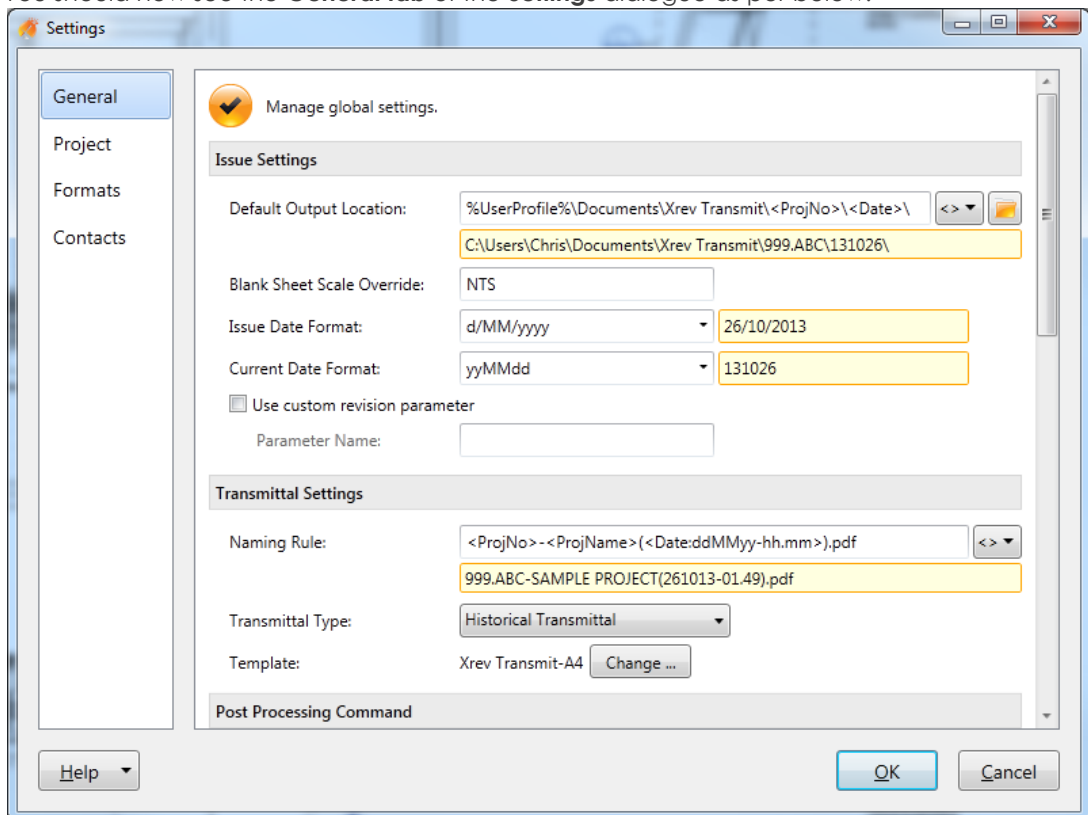 Settings
General
Project
Formats
Contacts
Manage global settings.
Issue Settings
Default Output Location: %UserProfile%\Documents\Xrev Transmit\<ProjNo>\<Date>\ <>
C:\Users\Chris\Documents\Xrev Transmit\999.ABC\131026\
Blank Sheet Scale Override: NTS
Issue Date Format: d/MM/yyyy 26/10/2013
Current Date Format: yyMMdd 131026
Use custom revision parameter
Parameter Name:
Transmittal Settings
Naming Rule: <ProjNo>-<ProjName>(<Date:ddMMyy-hh.mm>).pdf <>
999.ABC-SAMPLE PROJECT(261013-01.49).pdf
Transmittal Type: Historical Transmittal
Template: Xrev Transmit-A4 Change ...
Post Processing Command
Help OK Cancel